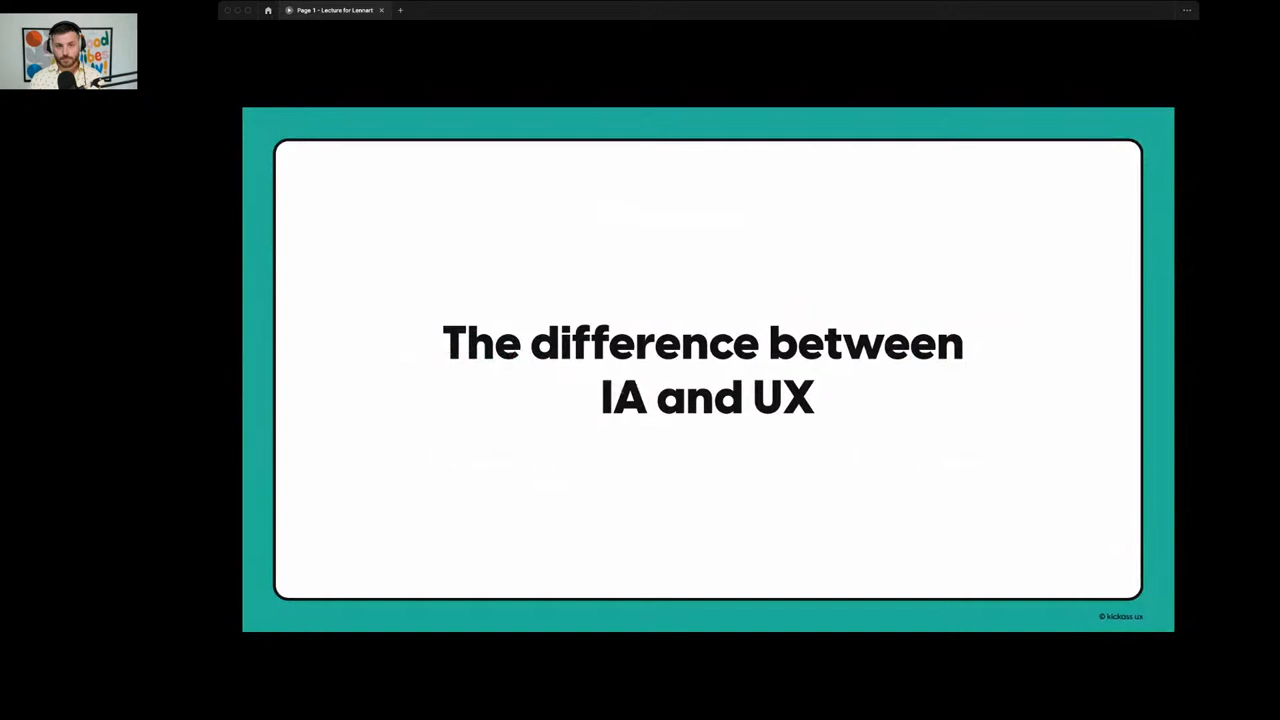 Page 1 - Lecture for Lennart
The difference between
IA and UX
© kickass ux